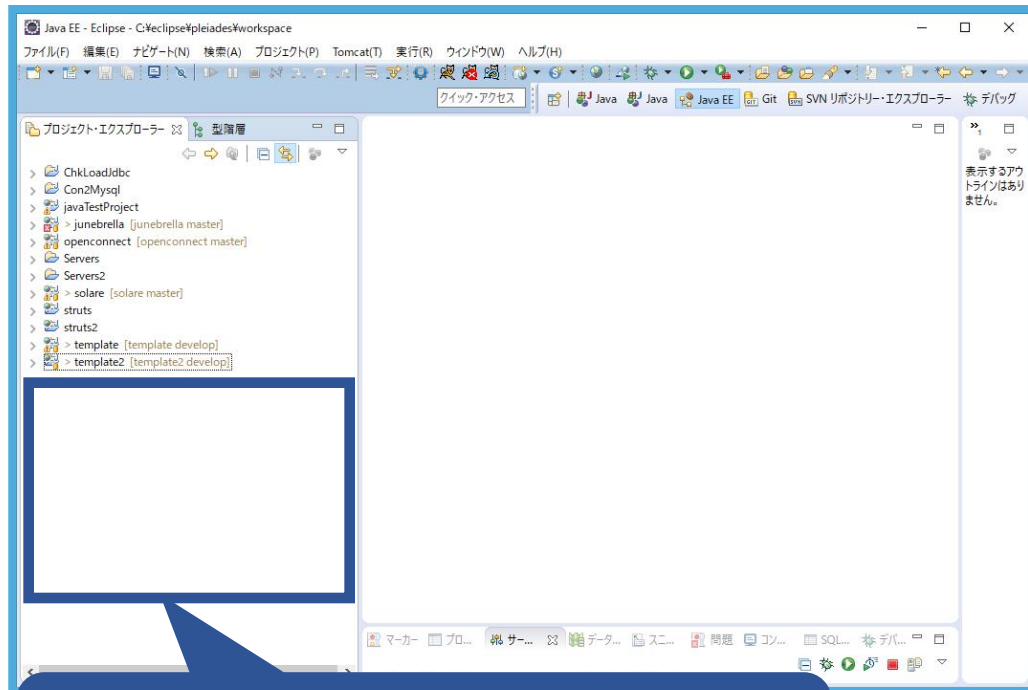 Java EE - Eclipse - C:¥eclipse¥pleiades¥workspace
ファイル(F) 編集(E) ナビゲート(N) 検索(A) プロジェクト(P) Tomcat(T) 実行(R) ウィンドウ(W) ヘルプ(H)
クイック・アクセス Java Java Java EE Git SVN リポジトリー・エクスプローラー デバッグ
プロジェクト・エクスプローラー 型階層
ChkLoadJdbc
Con2Mysql
javaTestProject
> junebrella [junebrella master]
openconnect [openconnect master]
Servers
Servers2
> solare [solare master]
struts
struts2
> template [template develop]
> template2 [template2 develop]
表示するアウ
トラインはあり
ません。
マーカー プロ... サー... データ... スニ... 問題 コン... SQL... デバ...